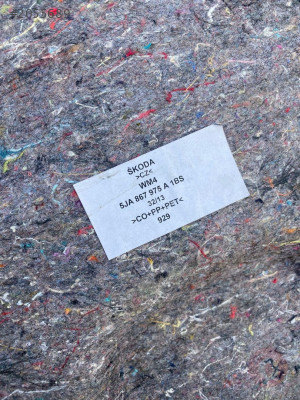 ŠKODA
>CZ<
WM4
5JA 867 975 A 1BS
32/13
>CO+PP+PET<
929